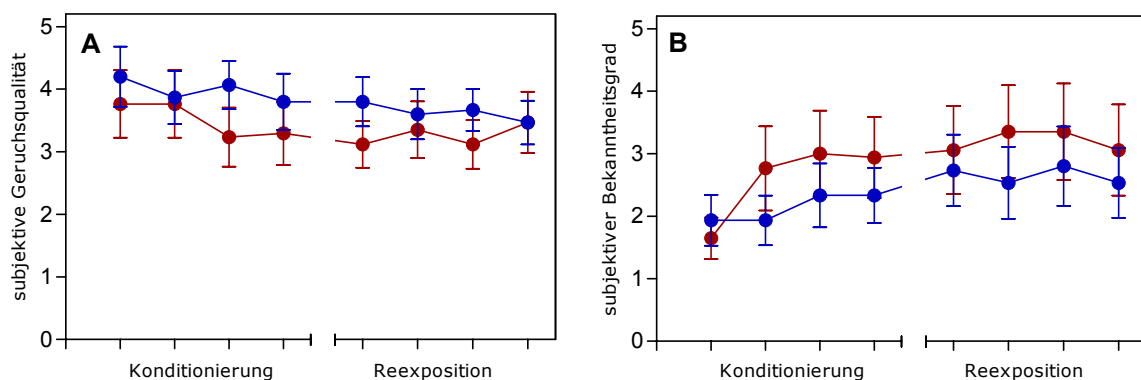 A
subjektive Geruchsqualität
5
4
3
2
1
0
Konditionierung Reexposition
B
subjektiver Bekanntheitsgrad
5
4
3
2
1
0
Konditionierung Reexposition